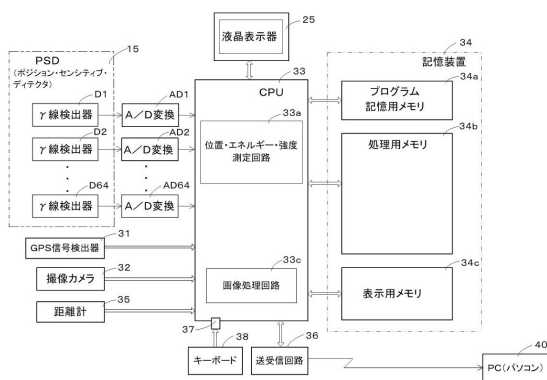 25
液晶表示器
15
PSD
(ポジション・センシティブ・
ディテクタ)
D1
γ線検出器
AD1
A/D変換
D2
γ線検出器
AD2
A/D変換
D64
γ線検出器
AD64
A/D変換
31
GPS信号検出器
32
撮像カメラ
35
距離計
33
CPU
33a
位置・エネルギー・強度
測定回路
33c
画像処理回路
37
38
キーボード
36
送受信回路
34
記憶装置
34a
プログラム
記憶用メモリ
34b
処理用メモリ
34c
表示用メモリ
40
PC(パソコン)